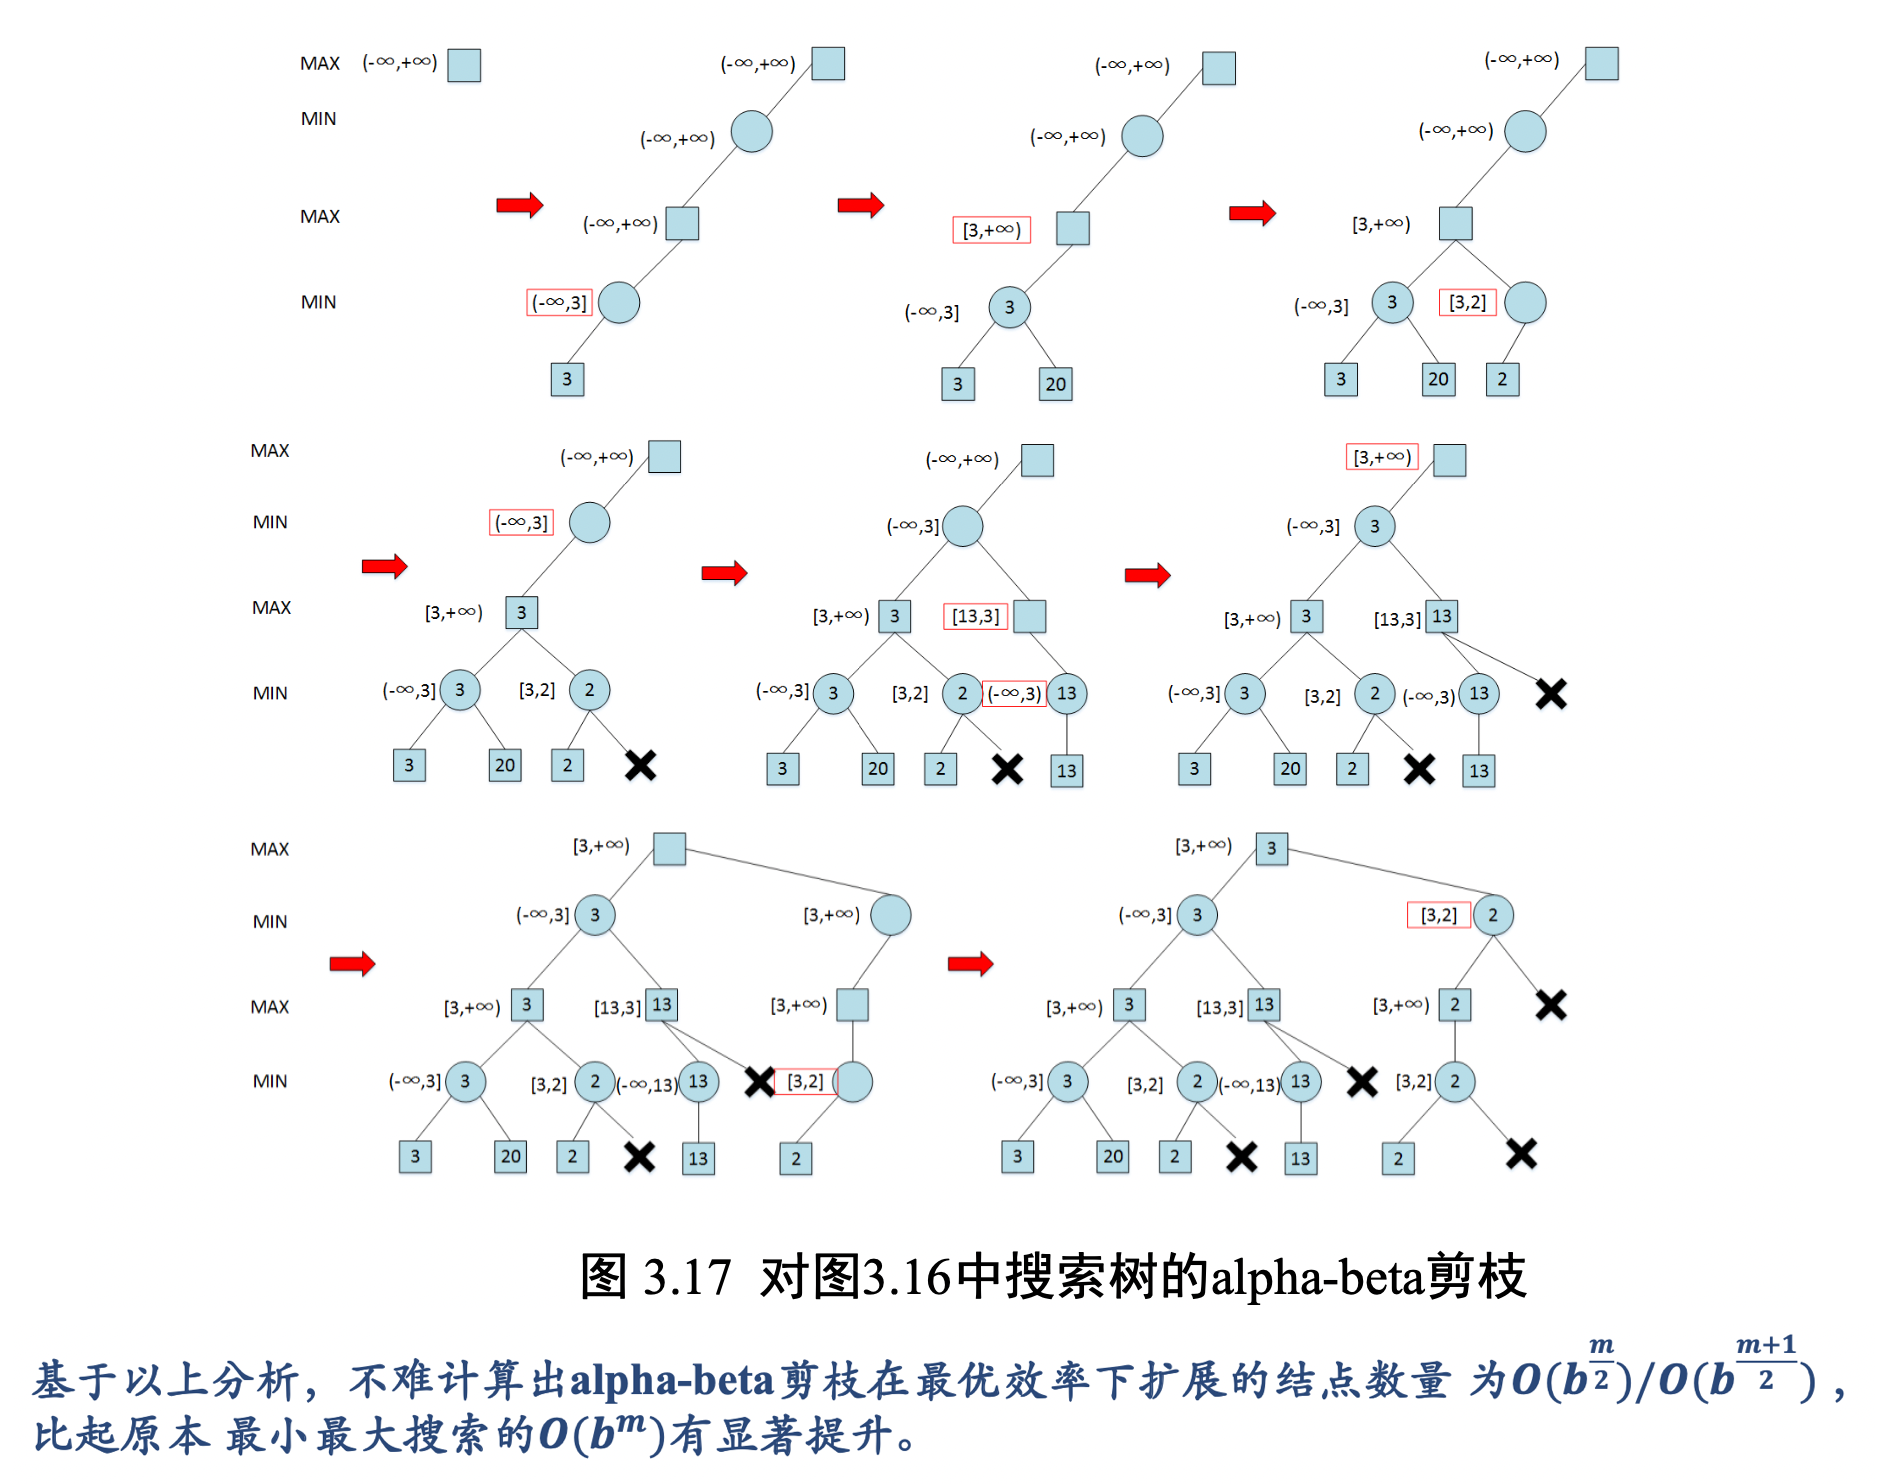 MAX (-∞,+∞) (-∞,+∞) (-∞,+∞) (-∞,+∞)
MIN (-∞,+∞) (-∞,+∞) (-∞,+∞)
MAX (-∞,+∞) [3,+∞) [3,+∞)
MIN (-∞,3] (-∞,3] 3 (-∞,3] 3 [3,2]
3 3 20 3 20 2
MAX (-∞,+∞) (-∞,+∞) [3,+∞)
MIN (-∞,3] (-∞,3] (-∞,3] 3
MAX [3,+∞) 3 [3,+∞) 3 [13,3] [3,+∞) 3 [13,3] 13
MIN (-∞,3] 3 [3,2] 2 (-∞,3] 3 [3,2] 2 (-∞,3) 13 (-∞,3] 3 [3,2] 2 (-∞,3) 13
3 20 2 3 20 2 13 3 20 2 13
MAX [3,+∞) [3,+∞) 3
MIN (-∞,3] 3 [3,+∞) (-∞,3] 3 [3,2] 2
MAX [3,+∞) 3 [13,3] 13 [3,+∞) [3,+∞) 3 [13,3] 13 [3,+∞) 2
MIN (-∞,3] 3 [3,2] 2 (-∞,13) 13 [3,2] (-∞,3] 3 [3,2] 2 (-∞,13) 13 [3,2] 2
3 20 2 13 2 3 20 2 13 2
图 3.17 对图3.16中搜索树的alpha-beta剪枝
基于以上分析，不难计算出alpha-beta剪枝在最优效率下扩展的结点数量 为O(b^{\frac{m}{2}})/O(b^{\frac{m+1}{2}})，
比起原本 最小最大搜索的O(b^m)有显著提升。